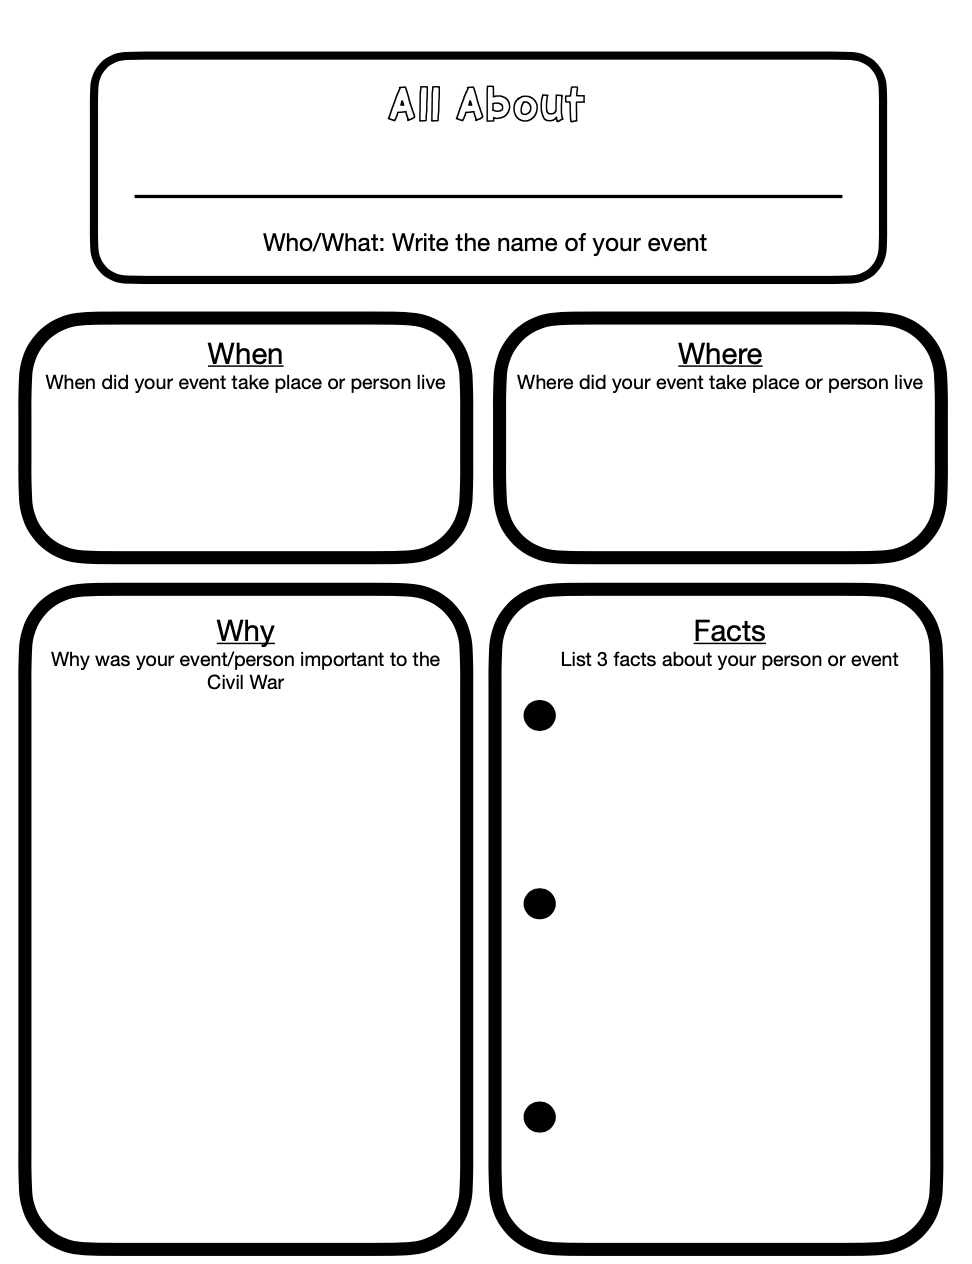 All About
Who/What: Write the name of your event
When
When did your event take place or person live
Where
Where did your event take place or person live
Why
Why was your event/person important to the
Civil War
Facts
List 3 facts about your person or event